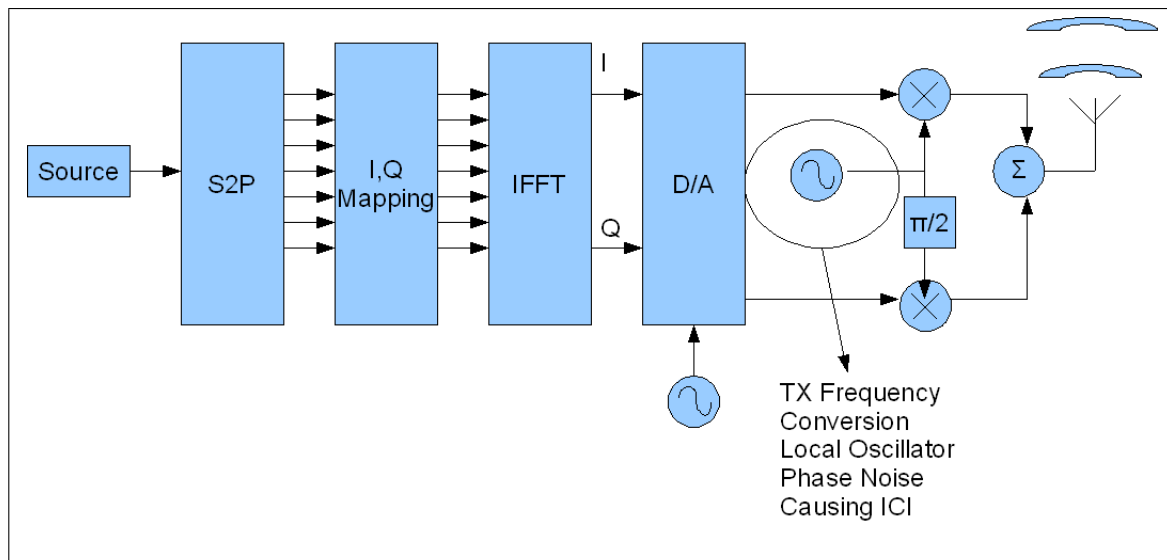 Source
S2P
I,Q
Mapping
IFFT
I
Q
D/A
π/2
Σ
TX Frequency
Conversion
Local Oscillator
Phase Noise
Causing ICI